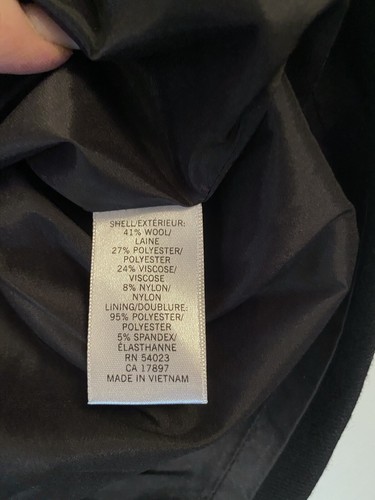 SHELL/EXTÉRIEUR:
41% WOOL/
LAINE
27% POLYESTER/
POLYESTER
24% VISCOSE/
VISCOSE
8% NYLON/
NYLON
LINING/DOUBLURE:
95% POLYESTER/
POLYESTER
5% SPANDEX/
ÉLASTHANNE
RN 54023
CA 17897
MADE IN VIETNAM